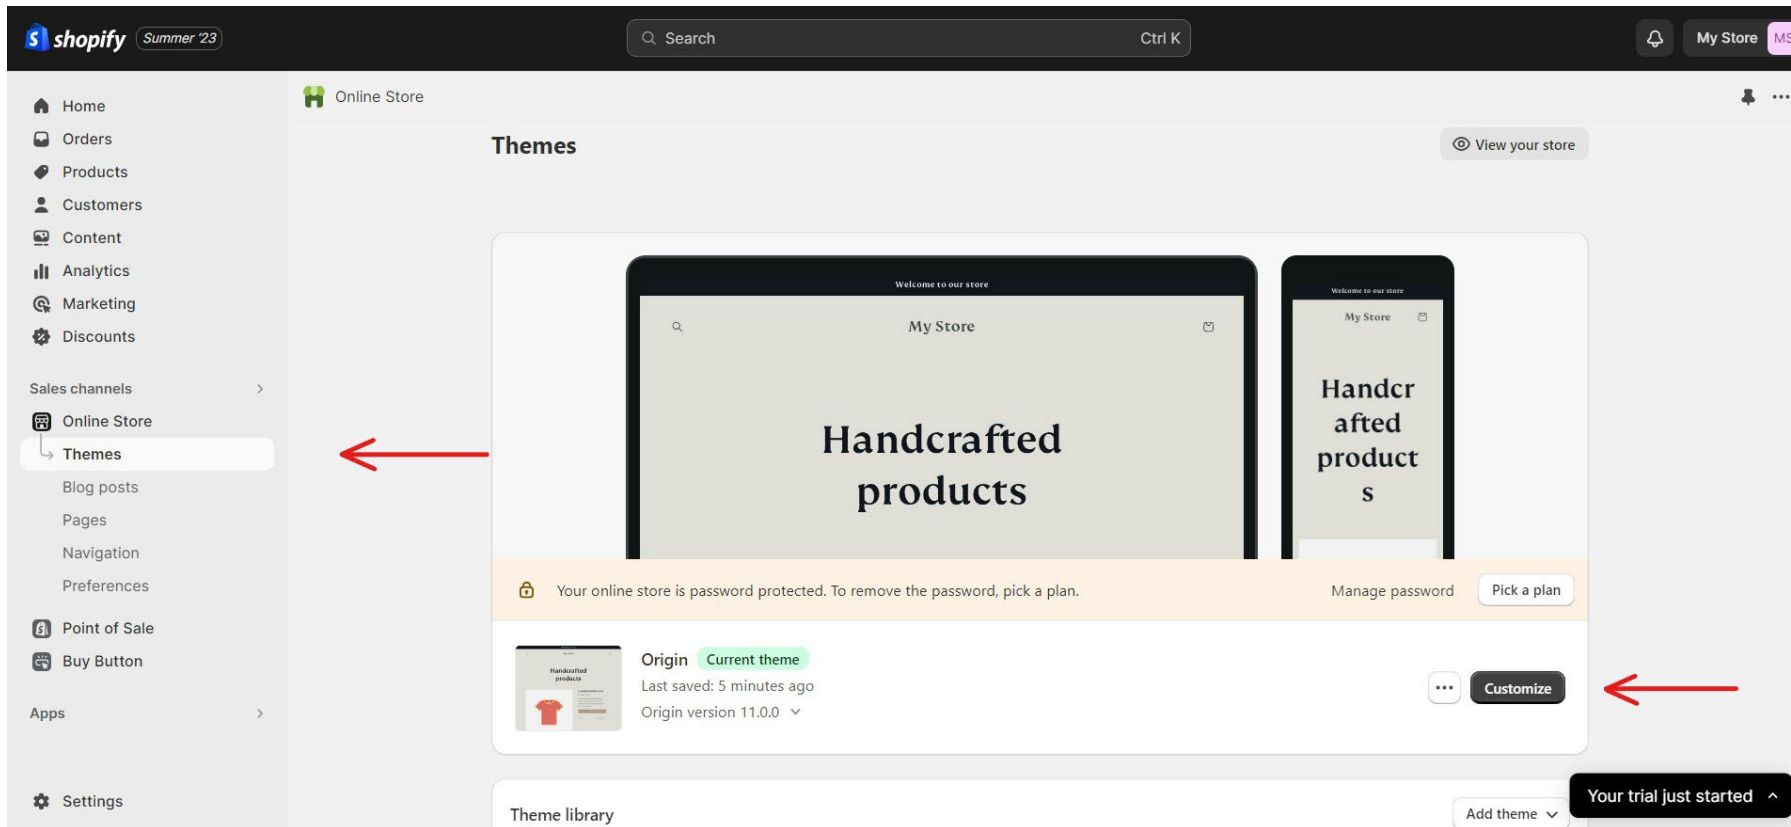 shopify Summer '23
Search Ctrl K
My Store MS
Home
Orders
Products
Customers
Content
Analytics
Marketing
Discounts
Sales channels
Online Store
Themes
Blog posts
Pages
Navigation
Preferences
Point of Sale
Buy Button
Apps
Settings
Online Store
Themes
View your store
Welcome to our store
My Store
Handcrafted
products
Welcome to our store
My Store
Handcr
afted
product
s
Your online store is password protected. To remove the password, pick a plan.
Manage password
Pick a plan
Handcrafted
products
Origin Current theme
Last saved: 5 minutes ago
Origin version 11.0.0
Customize
Theme library
Add theme
Your trial just started